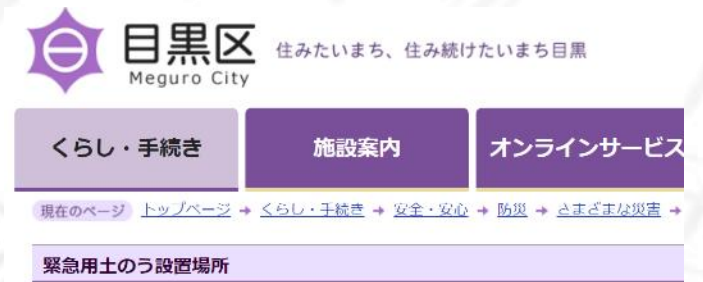 目黒区
Meguro City
住みたいまち、住み続けたいまち目黒
くらし・手続き 施設案内 オンラインサービス
現在のページ トップページ → くらし・手続き → 安全・安心 → 防災 → さまざまな災害 →
緊急用土のう設置場所